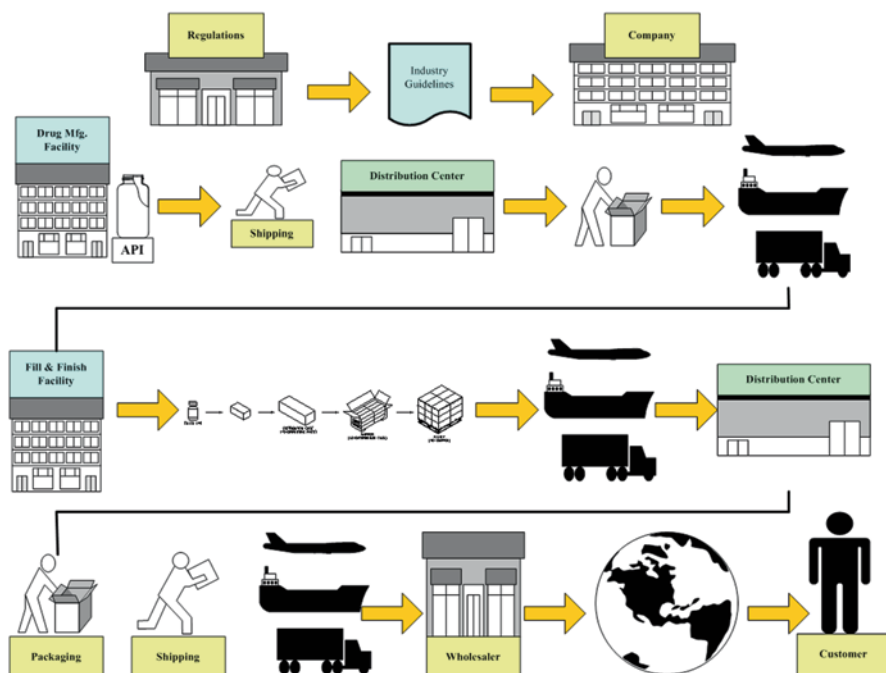 Regulations
Industry
Guidelines
Company
Drug Mfg.
Facility
API
Shipping
Distribution Center
Fill & Finish
Facility
Distribution Center
Packaging
Shipping
Wholesaler
Customer